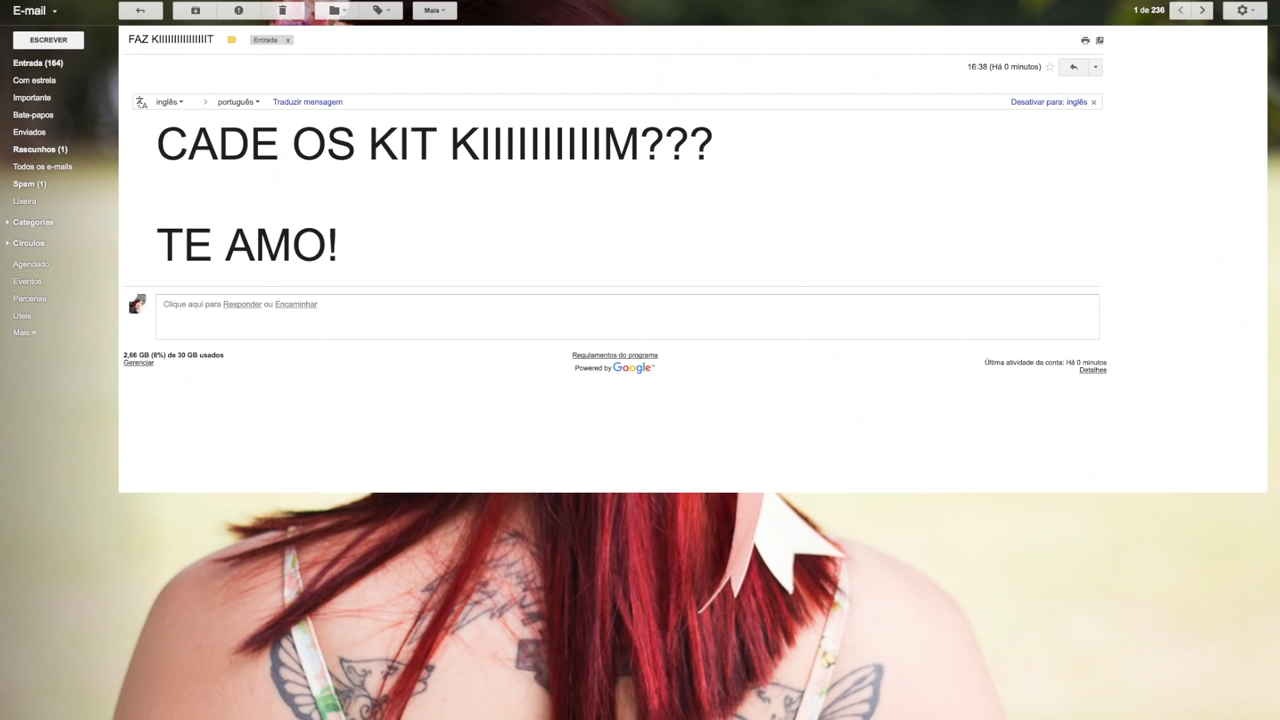 E-mail
Mais
1 de 236
ESCREVER
FAZ KIIIIIIIIIIIIIIIT
Entrada x
Entrada (164)
16:38 (Há 0 minutos)
Com estrela
Importante
inglês
português
Traduzir mensagem
Desativar para: inglês x
Bate-papos
Enviados
CADE OS KIT KIIIIIIIIIIIM???
Rascunhos (1)
Todos os e-mails
Spam (1)
Lixeira
Categorias
TE AMO!
Círculos
Agendado
Eventos
Parcerias
Clique aqui para Responder ou Encaminhar
Úteis
Mais
2,66 GB (8%) de 30 GB usados
Gerenciar
Regulamentos do programa
Powered by Google™
Última atividade da conta: Há 0 minutos
Detalhes